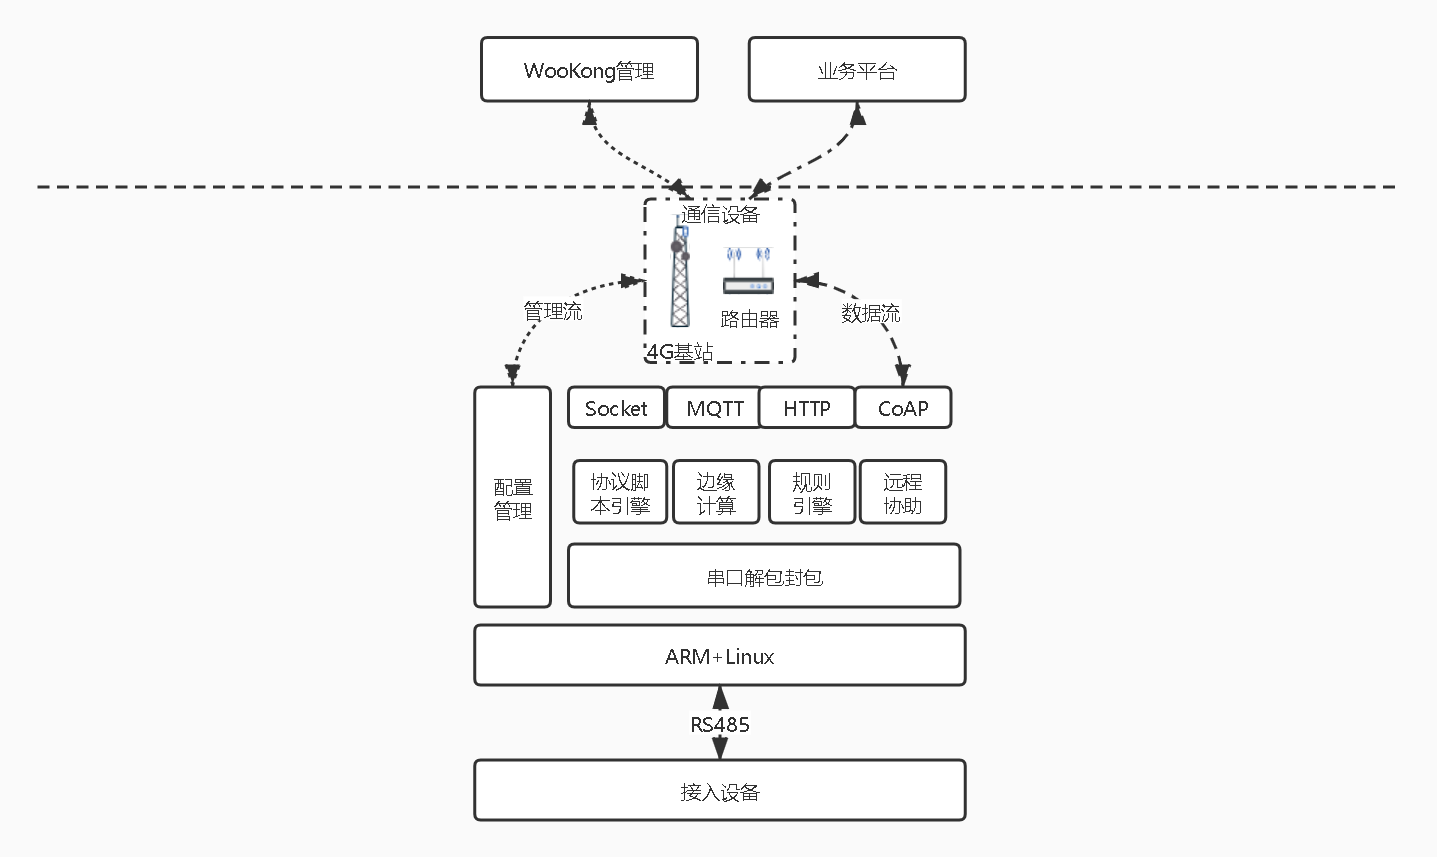 WooKong管理
业务平台
通信设备
管理流
路由器
数据流
4G基站
Socket
MQTT
HTTP
CoAP
配置
管理
协议脚
本引擎
边缘
计算
规则
引擎
远程
协助
串口解包封包
ARM+Linux
RS485
接入设备